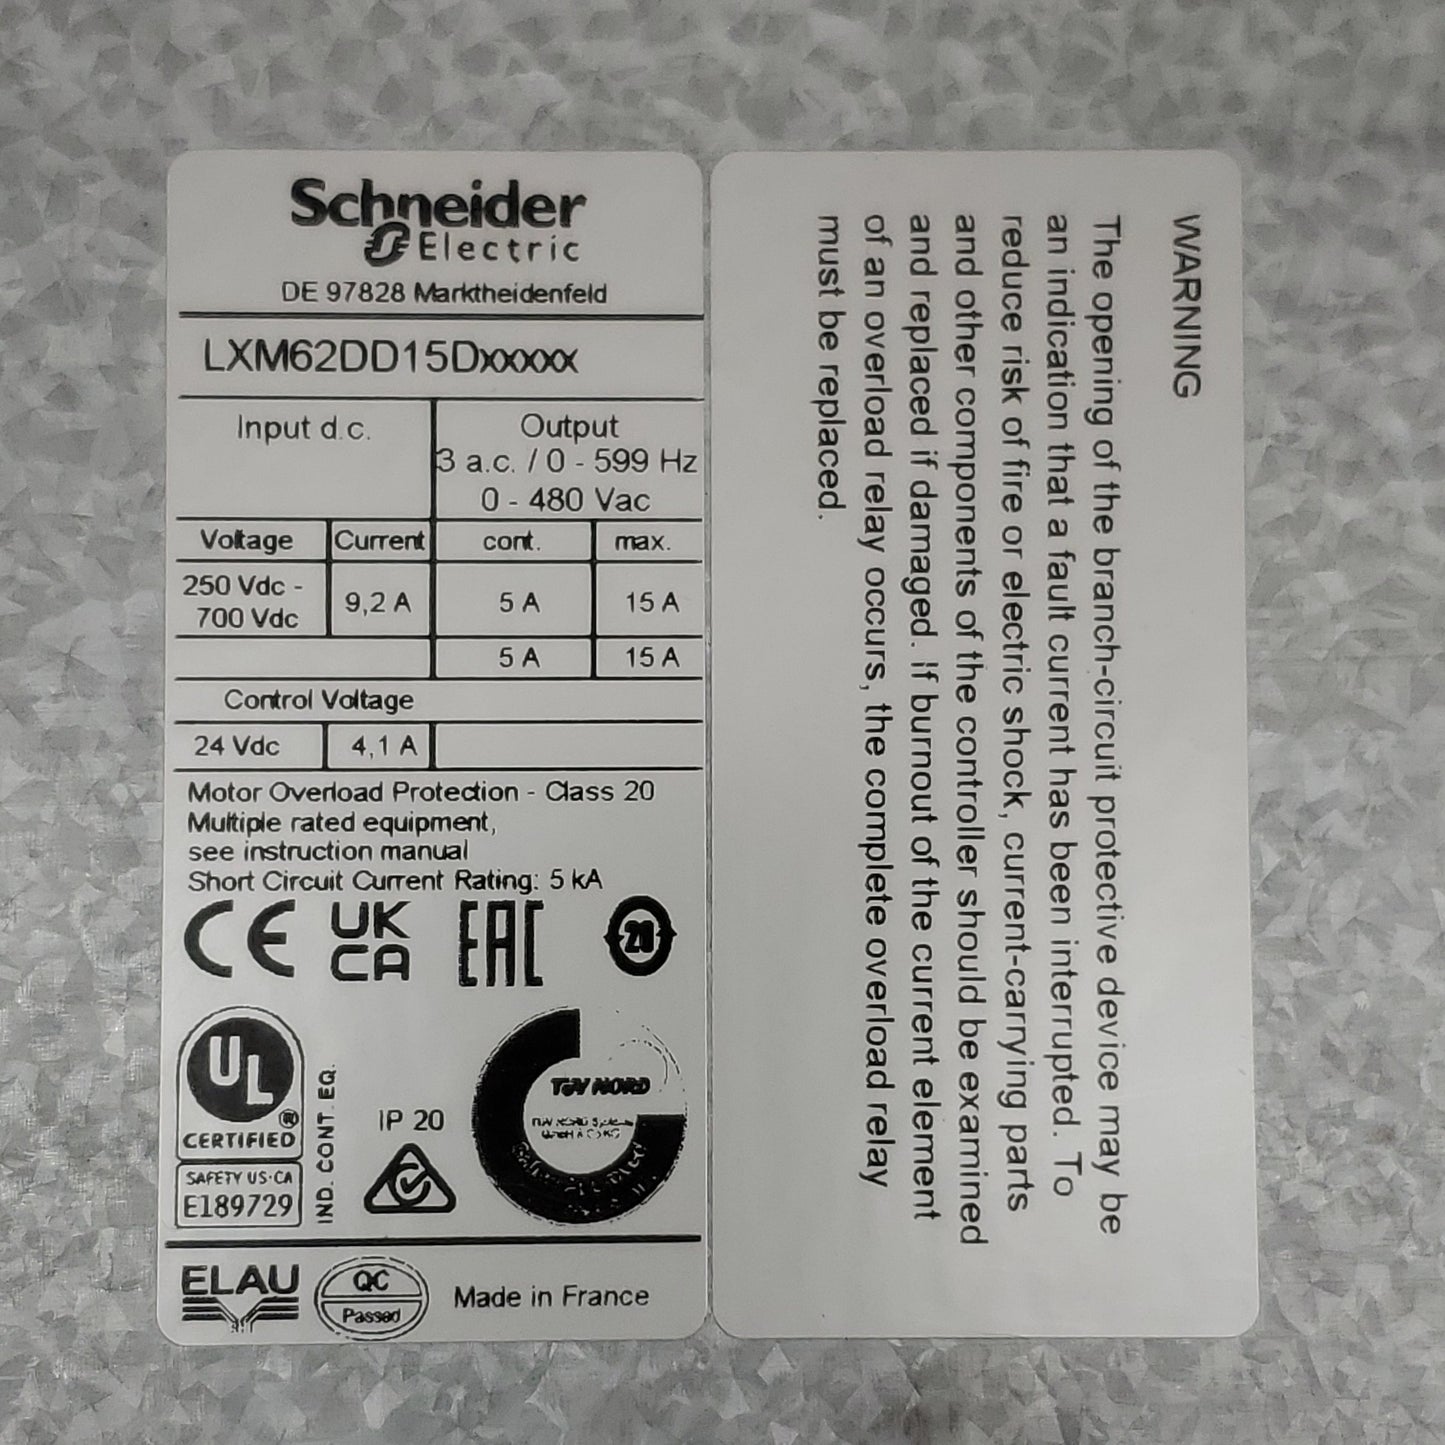 Schneider
Electric
DE 97828 Marktheidenfeld
LXM62DD15Dxxxxx
Input d.c.
Output
3 a.c. / 0 - 599 Hz
0 - 480 Vac
Voltage Current cont. max.
250 Vdc -
700 Vdc
9,2 A 5 A 15 A
5 A 15 A
Control Voltage
24 Vdc 4,1 A
Motor Overload Protection - Class 20
Multiple rated equipment,
see instruction manual
Short Circuit Current Rating: 5 kA
CE UK
CA EAC 20
UL ®
CERTIFIED
SAFETY US·CA
E189729
IND. CONT. EQ.
IP 20
TÜV NORD
ELAU
QC
Passed
Made in France
WARNING
The opening of the branch-circuit protective device may be
an indication that a fault current has been interrupted. To
reduce risk of fire or electric shock, current-carrying parts
and other components of the controller should be examined
and replaced if damaged. If burnout of the current element
of an overload relay occurs, the complete overload relay
must be replaced.